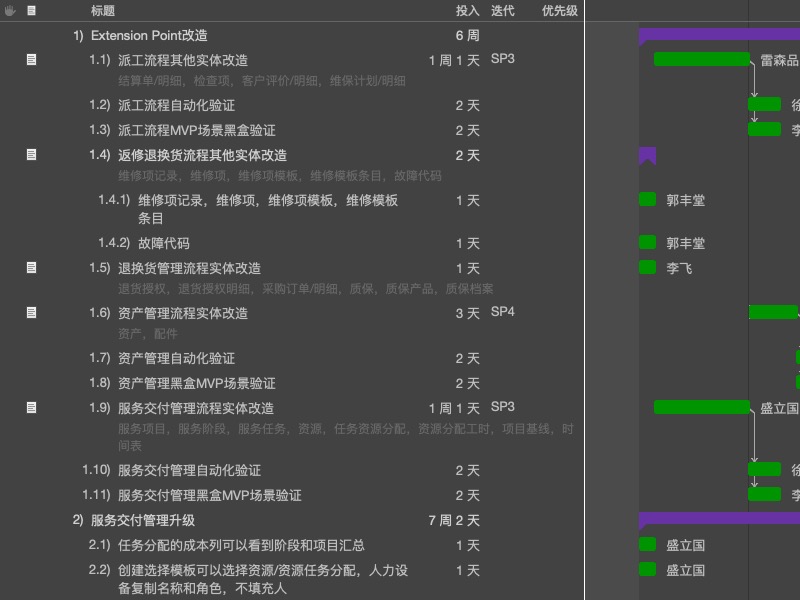 标题 投入 迭代 优先级
1) Extension Point改造 6 周
1.1) 派工流程其他实体改造 1 周 1 天 SP3 雷森品
结算单/明细，检查项，客户评价/明细，维保计划/明细
1.2) 派工流程自动化验证 2 天 徐
1.3) 派工流程MVP场景黑盒验证 2 天 李
1.4) 返修退换货流程其他实体改造 2 天
维修项记录，维修项，维修项模板，维修模板条目，故障代码
1.4.1) 维修项记录，维修项，维修项模板，维修模板 1 天 郭丰堂
条目
1.4.2) 故障代码 1 天 郭丰堂
1.5) 退换货管理流程实体改造 1 天 李飞
退货授权，退货授权明细，采购订单/明细，质保，质保产品，质保档案
1.6) 资产管理流程实体改造 3 天 SP4
资产，配件
1.7) 资产管理自动化验证 2 天
1.8) 资产管理黑盒MVP场景验证 2 天
1.9) 服务交付管理流程实体改造 1 周 1 天 SP3 盛立国
服务项目，服务阶段，服务任务，资源，任务资源分配，资源分配工时，项目基线，时
间表
1.10) 服务交付管理自动化验证 2 天 徐
1.11) 服务交付管理黑盒MVP场景验证 2 天 李
2) 服务交付管理升级 7 周 2 天
2.1) 任务分配的成本列可以看到阶段和项目汇总 1 天 盛立国
2.2) 创建选择模板可以选择资源/资源任务分配，人力设 1 天 盛立国
备复制名称和角色，不填充人